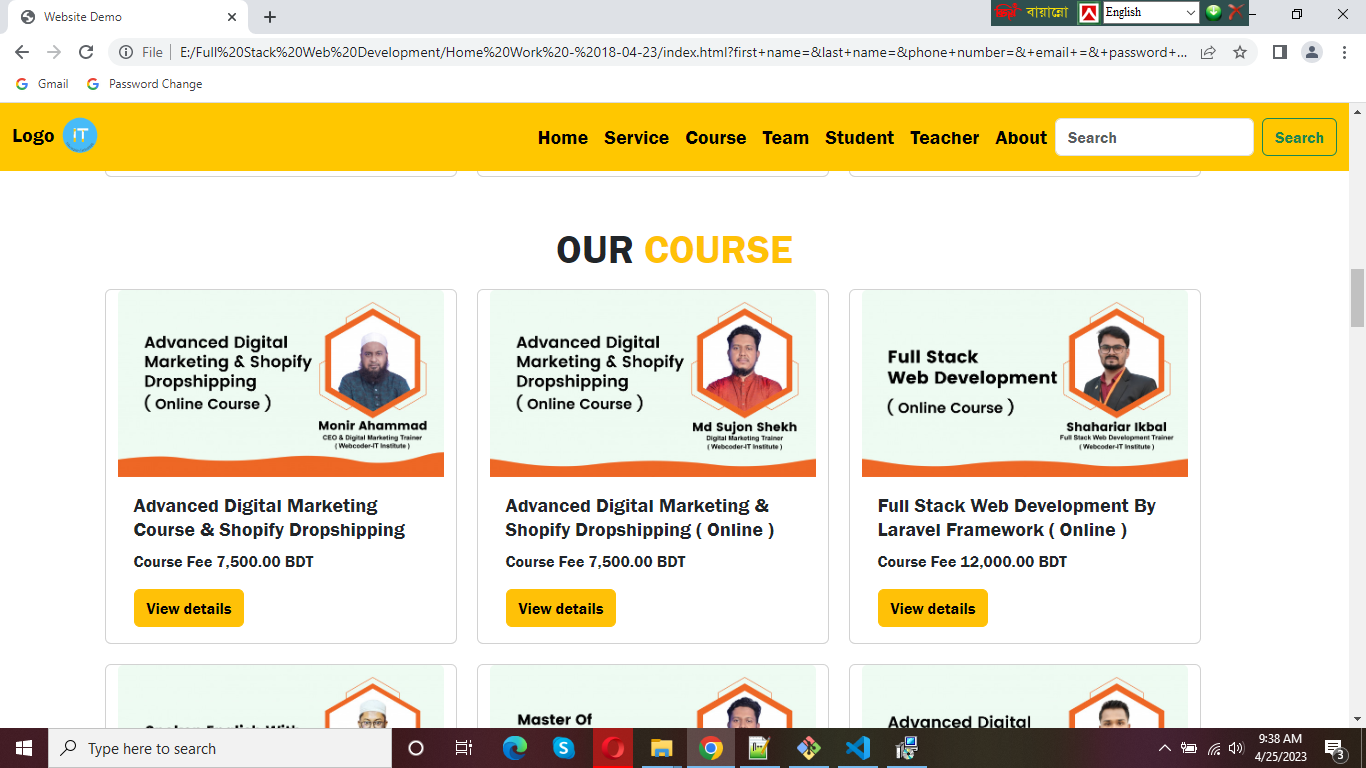 Website Demo
বায়ান্নো
English
File
E:/Full%20Stack%20Web%20Development/Home%20Work%20-%2018-04-23/index.html?first+name=&last+name=&phone+number=&+email+=&+password+...
Gmail
Password Change
Logo iT
Home Service Course Team Student Teacher About Search Search
OUR COURSE
Advanced Digital
Marketing & Shopify
Dropshipping
( Online Course )
Monir Ahammad
CEO & Digital Marketing Trainer
( Webcoder-IT Institute )
Advanced Digital Marketing
Course & Shopify Dropshipping
Course Fee 7,500.00 BDT
View details
Advanced Digital
Marketing & Shopify
Dropshipping
( Online Course )
Md Sujon Shekh
Digital Marketing Trainer
( Webcoder-IT Institute )
Advanced Digital Marketing &
Shopify Dropshipping ( Online )
Course Fee 7,500.00 BDT
View details
Full Stack
Web Development
( Online Course )
Shahariar Ikbal
Full Stack Web Development Trainer
( Webcoder-IT Institute )
Full Stack Web Development By
Laravel Framework ( Online )
Course Fee 12,000.00 BDT
View details
Spoken English With
Master Of
Advanced Digital
Type here to search
9:38 AM
4/25/2023
3